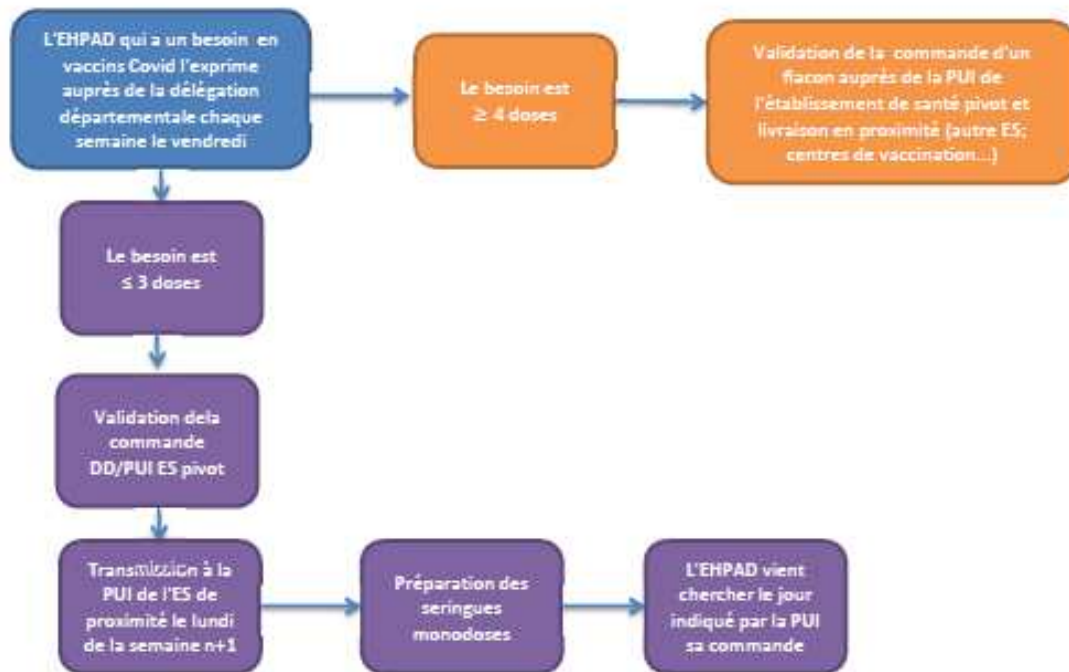 L'EHPAD qui a un besoin en
vaccins Covid l'exprime
auprès de la délégation
départementale chaque
semaine le vendredi
Le besoin est
≥ 4 doses
Validation de la commande d'un
flacon auprès de la PUI de
l'établissement de santé pivot et
livraison en proximité (autre ES;
centres de vaccination...)
Le besoin est
≤ 3 doses
Validation dela
commande
DD/PUI ES pivot
Transmission à la
PUI de l'ES de
proximité le lundi
de la semaine n+1
Préparation des
seringues
monodoses
L'EHPAD vient
chercher le jour
indiqué par la PUI
sa commande